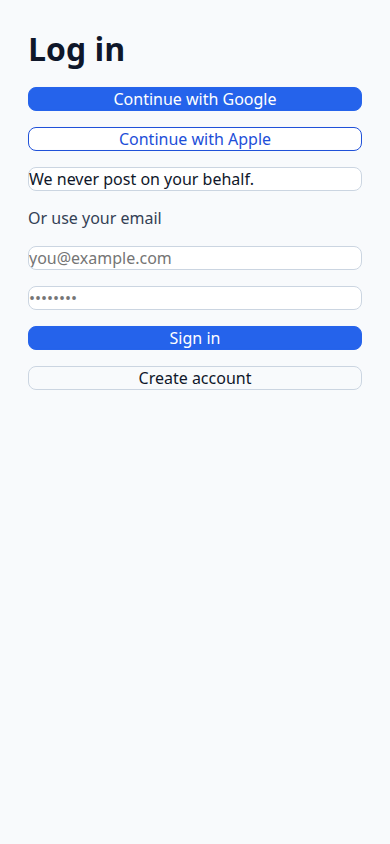 Log in
Continue with Google
Continue with Apple
We never post on your behalf.
Or use your email
you@example.com
••••••••
Sign in
Create account